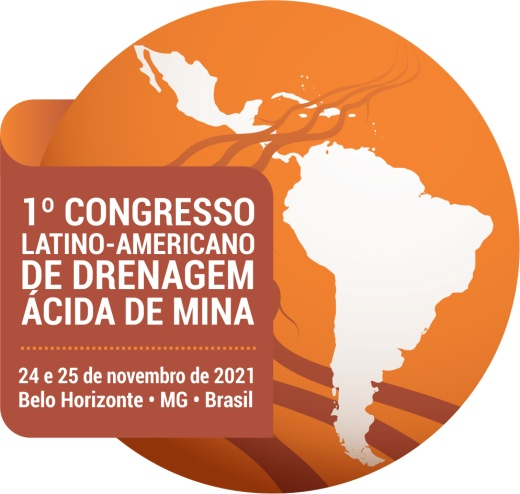 1º CONGRESSO
LATINO-AMERICANO
DE DRENAGEM
ÁCIDA DE MINA
24 e 25 de novembro de 2021
Belo Horizonte • MG • Brasil